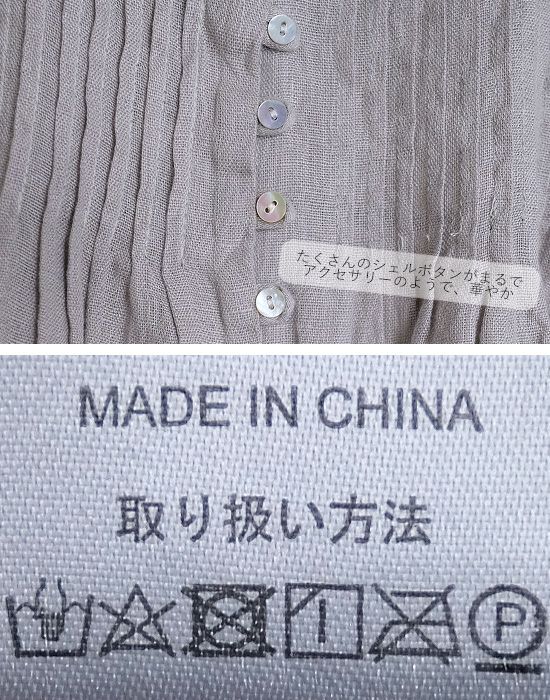 たくさんのシェルボタンがまるで
アクセサリーのようで、華やか
MADE IN CHINA
取り扱い方法
P